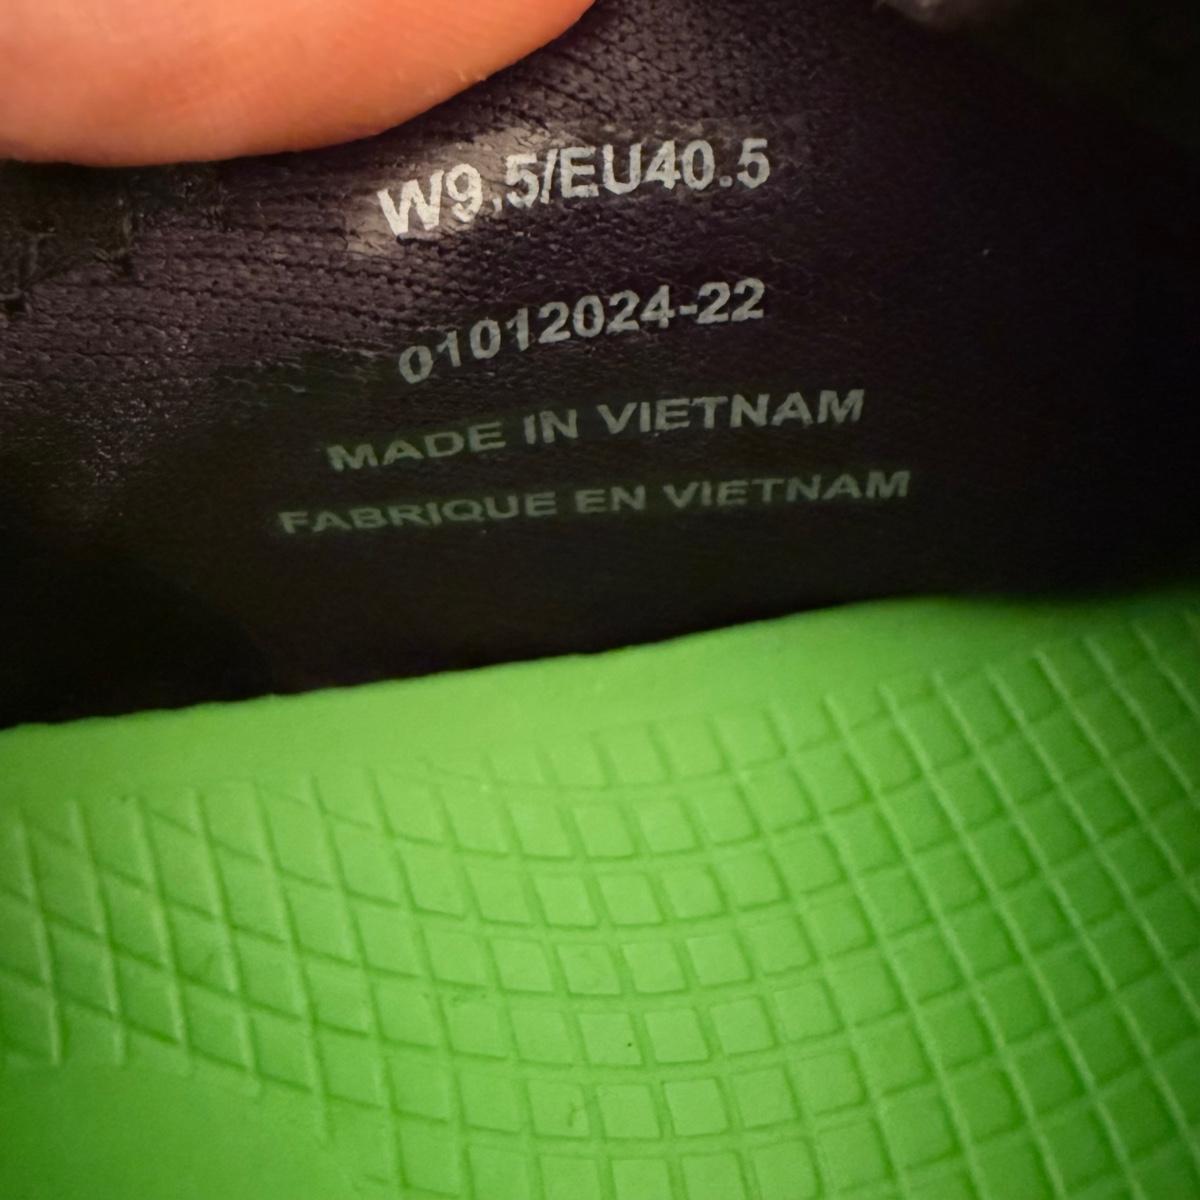 W9.5/EU40.5
01012024-22
MADE IN VIETNAM
FABRIQUE EN VIETNAM